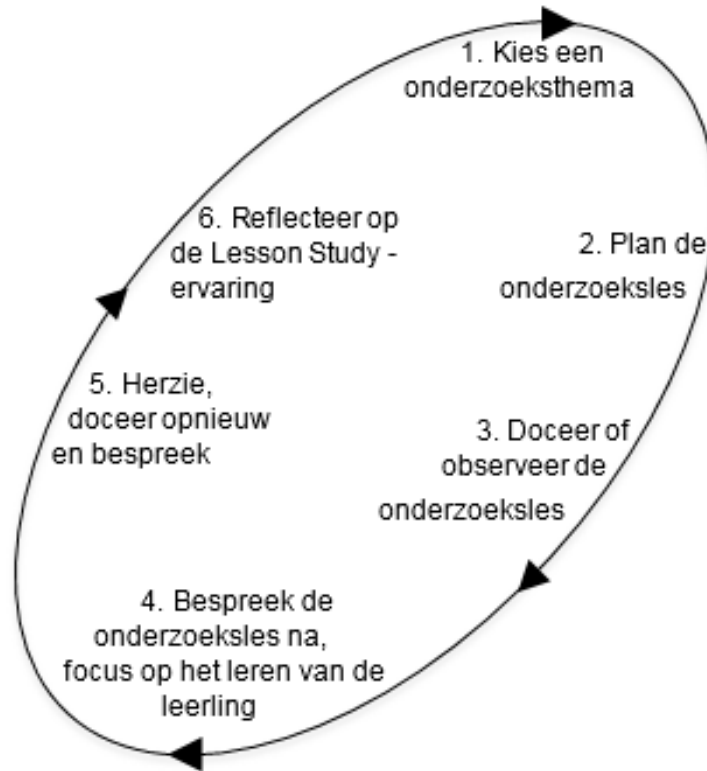 1. Kies een
onderzoeksthema
2. Plan de
onderzoeksles
3. Doceer of
observeer de
onderzoeksles
4. Bespreek de
onderzoeksles na,
focus op het leren van de
leerling
5. Herzie,
doceer opnieuw
en bespreek
6. Reflecteer op
de Lesson Study -
ervaring